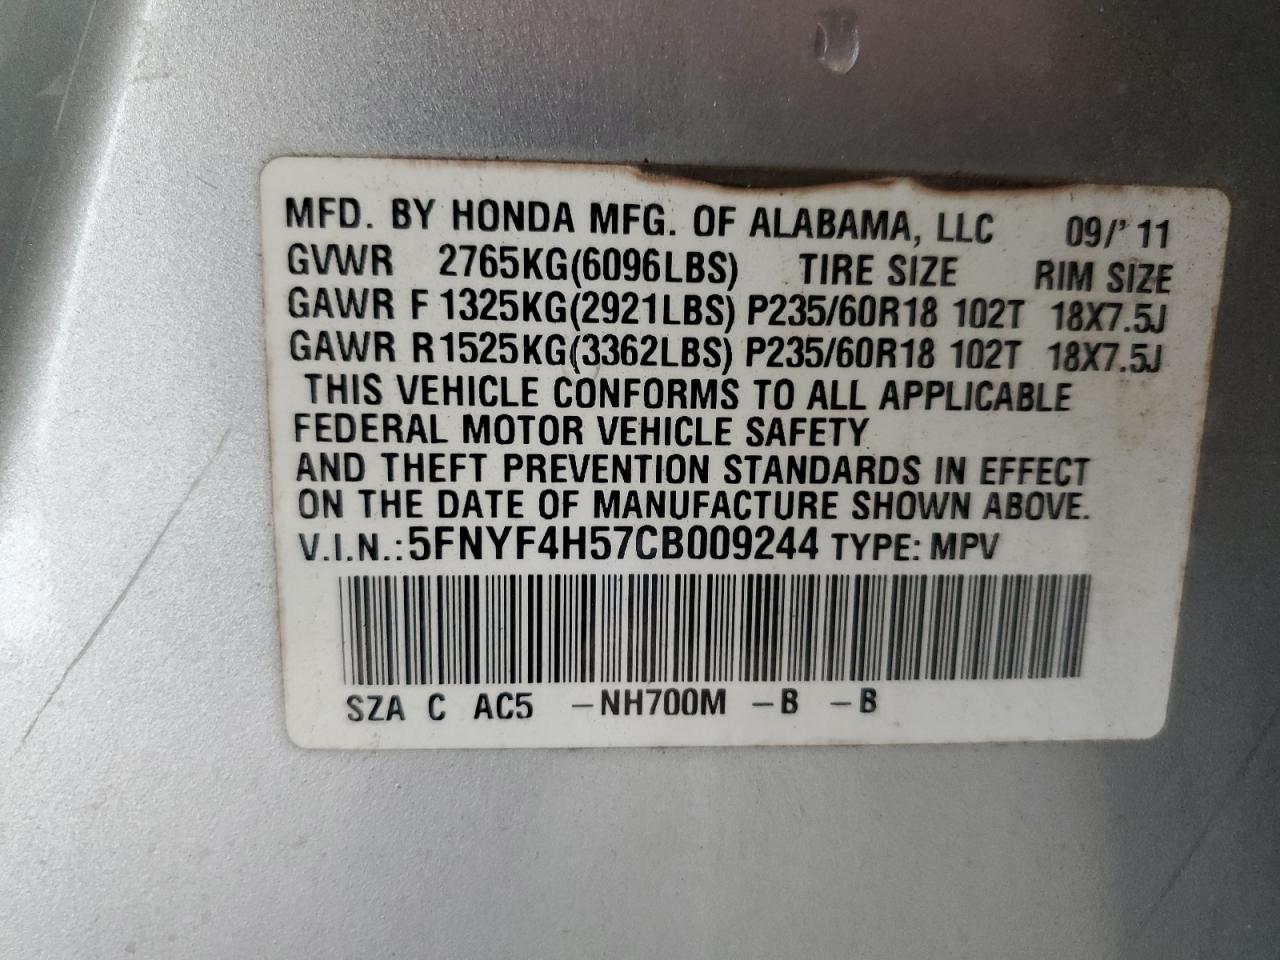 MFD. BY HONDA MFG. OF ALABAMA, LLC 09/'11
GVWR 2765KG(6096LBS) TIRE SIZE RIM SIZE
GAWR F 1325KG(2921LBS) P235/60R18 102T 18X7.5J
GAWR R1525KG(3362LBS) P235/60R18 102T 18X7.5J
THIS VEHICLE CONFORMS TO ALL APPLICABLE
FEDERAL MOTOR VEHICLE SAFETY
AND THEFT PREVENTION STANDARDS IN EFFECT
ON THE DATE OF MANUFACTURE SHOWN ABOVE.
V.I.N.:5FNYF4H57CB009244 TYPE: MPV
SZA C AC5 –NH700M –B –B